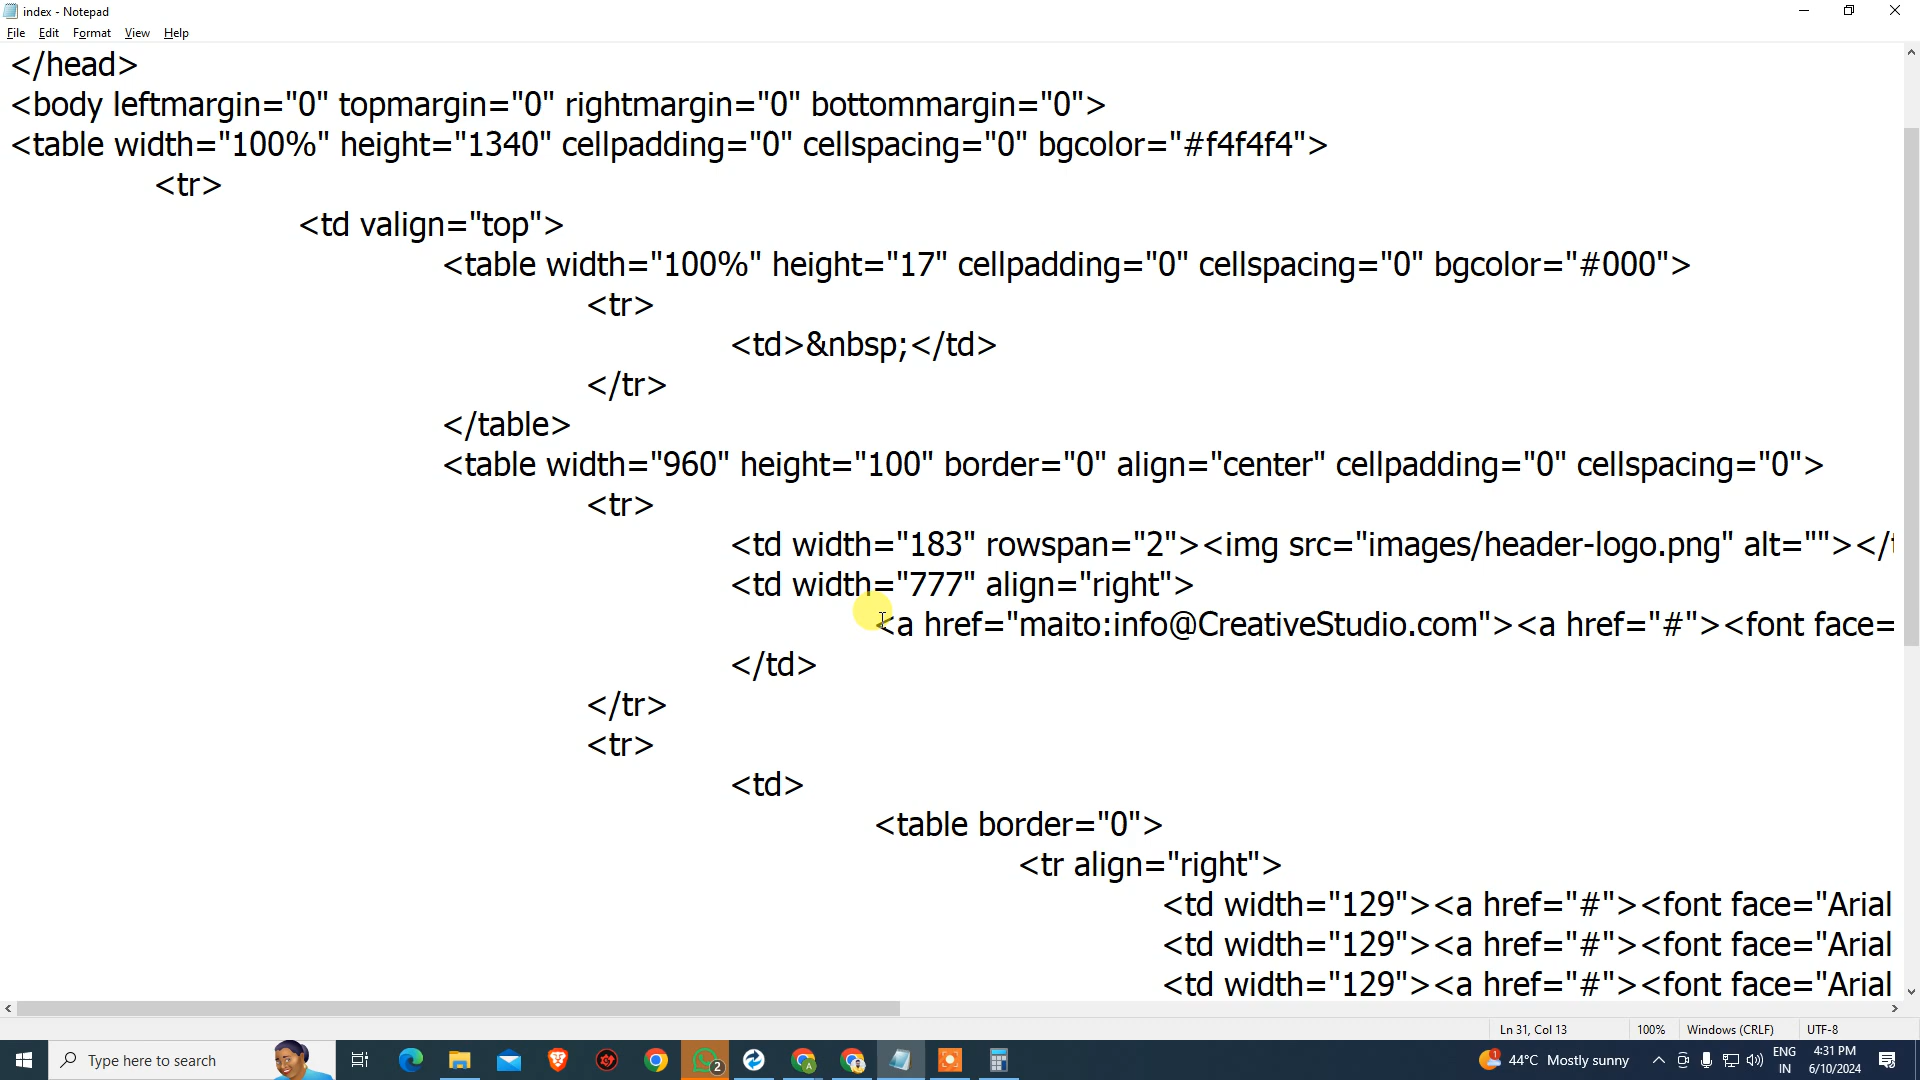 index - Notepad
File Edit Format View Help
</head>
<body leftmargin="0" topmargin="0" rightmargin="0" bottommargin="0">
<table width="100%" height="1340" cellpadding="0" cellspacing="0" bgcolor="#f4f4f4">
<tr>
<td valign="top">
<table width="100%" height="17" cellpadding="0" cellspacing="0" bgcolor="#000">
<tr>
<td>&nbsp;</td>
</tr>
</table>
<table width="960" height="100" border="0" align="center" cellpadding="0" cellspacing="0">
<tr>
<td width="183" rowspan="2"><img src="images/header-logo.png" alt=""></t
<td width="777" align="right">
<a href="maito:info@CreativeStudio.com"><a href="#"><font face=
</td>
</tr>
<tr>
<td>
<table border="0">
<tr align="right">
<td width="129"><a href="#"><font face="Arial
<td width="129"><a href="#"><font face="Arial
<td width="129"><a href="#"><font face="Arial
Ln 31, Col 13 100% Windows (CRLF) UTF-8
Type here to search
2
A
1
44°C Mostly sunny
ENG
IN
4:31 PM
6/10/2024